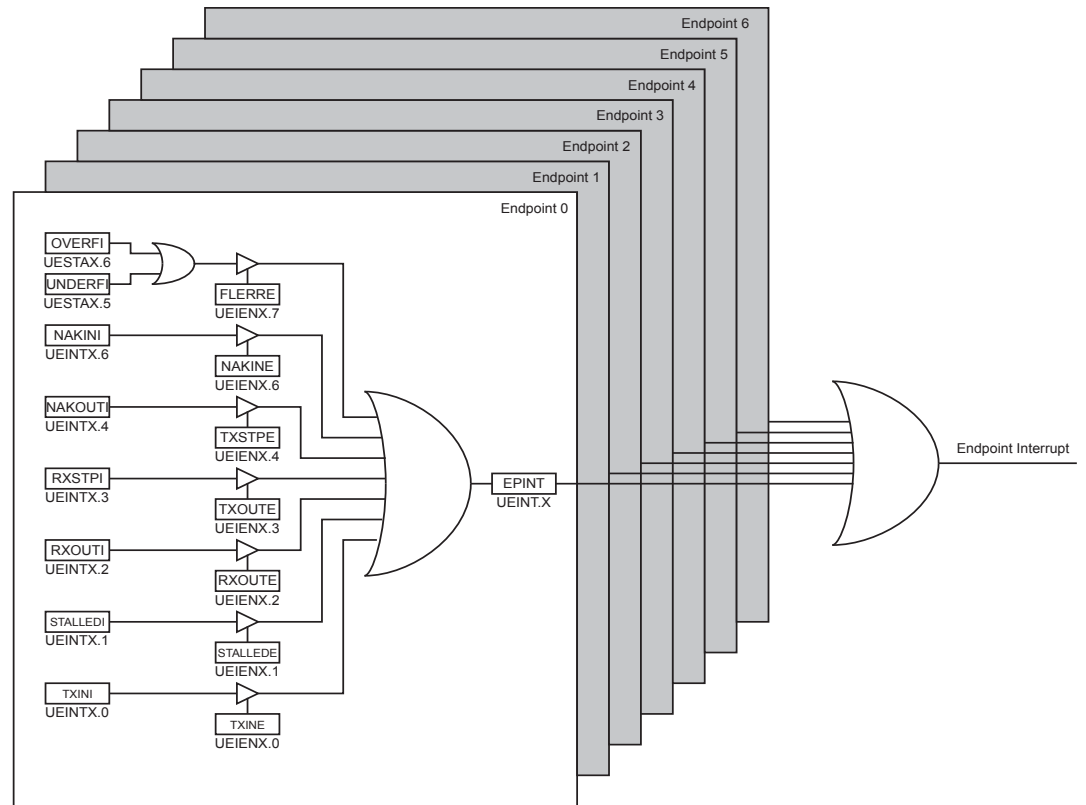 Endpoint 6
Endpoint 5
Endpoint 4
Endpoint 3
Endpoint 2
Endpoint 1
Endpoint 0
OVERFI
UESTAX.6
UNDERFI
UESTAX.5
FLERRE
UEIENX.7
NAKINI
UEINTX.6
NAKINE
UEIENX.6
NAKOUTI
UEINTX.4
TXSTPE
UEIENX.4
RXSTPI
UEINTX.3
TXOUTE
UEIENX.3
RXOUTI
UEINTX.2
RXOUTE
UEIENX.2
STALLEDI
UEINTX.1
STALLEDE
UEIENX.1
TXINI
UEINTX.0
TXINE
UEIENX.0
EPINT
UEINT.X
Endpoint Interrupt